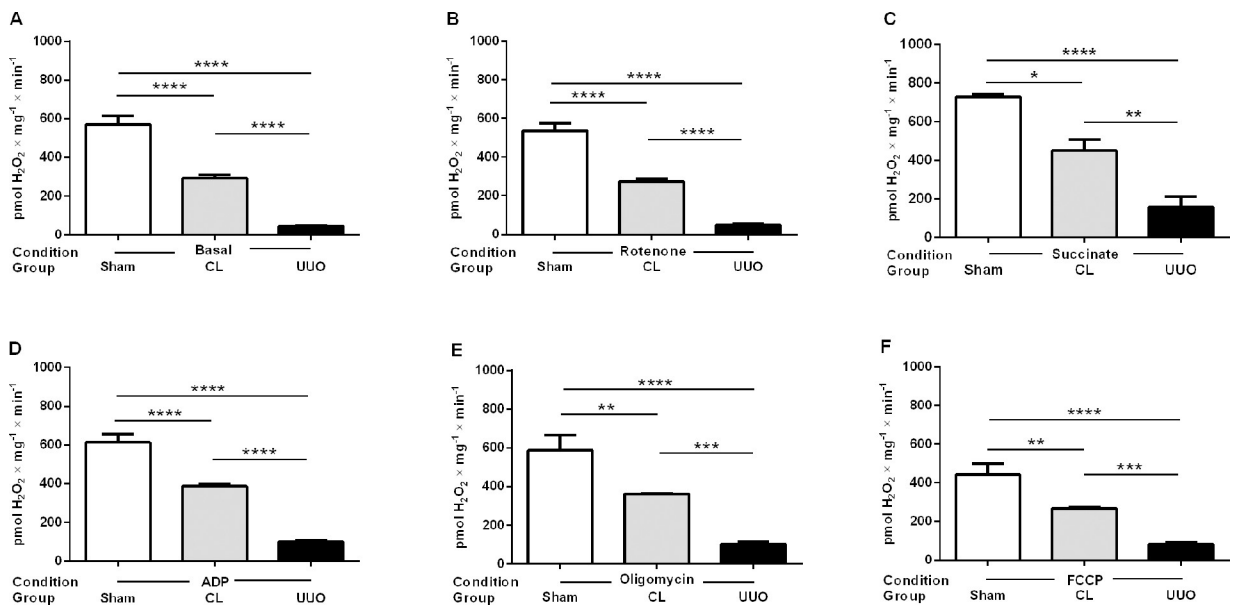 A
pmol H₂O₂ × mg⁻¹ × min⁻¹
1000
800
600
400
200
0
****
****
****
Condition Basal
Group Sham CL UUO
B
pmol H₂O₂ × mg⁻¹ × min⁻¹
1000
800
600
400
200
0
****
****
****
Condition Rotenone
Group Sham CL UUO
C
pmol H₂O₂ × mg⁻¹ × min⁻¹
1000
800
600
400
200
0
****
*
**
Condition Succinate
Group Sham CL UUO
D
pmol H₂O₂ × mg⁻¹ × min⁻¹
1000
800
600
400
200
0
****
****
****
Condition ADP
Group Sham CL UUO
E
pmol H₂O₂ × mg⁻¹ × min⁻¹
1000
800
600
400
200
0
****
**
***
Condition Oligomycin
Group Sham CL UUO
F
pmol H₂O₂ × mg⁻¹ × min⁻¹
1000
800
600
400
200
0
****
**
***
Condition FCCP
Group Sham CL UUO